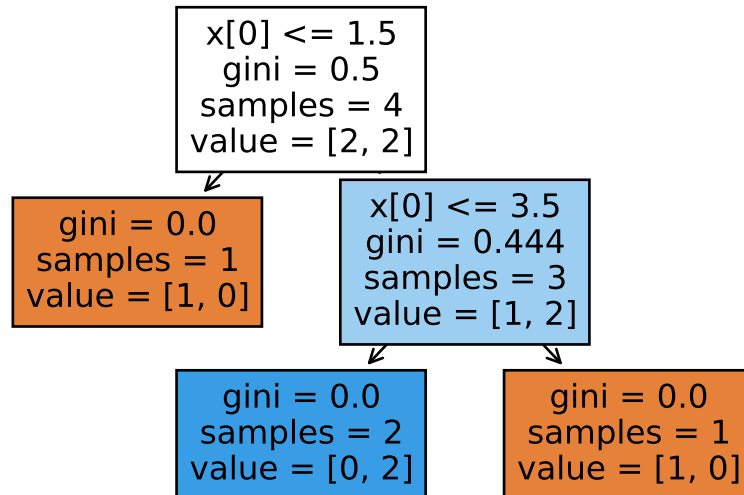 x[0] <= 1.5
gini = 0.5
samples = 4
value = [2, 2]
gini = 0.0
samples = 1
value = [1, 0]
x[0] <= 3.5
gini = 0.444
samples = 3
value = [1, 2]
gini = 0.0
samples = 2
value = [0, 2]
gini = 0.0
samples = 1
value = [1, 0]